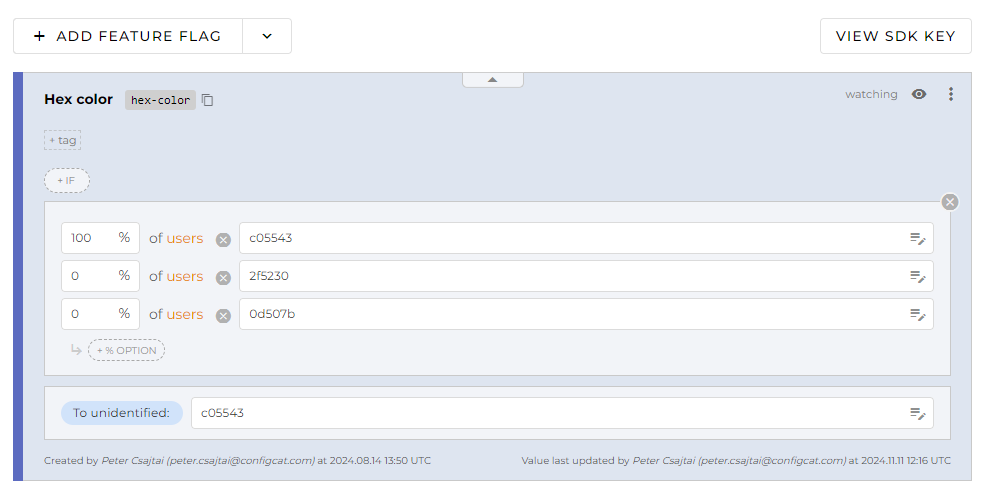 + ADD FEATURE FLAG
VIEW SDK KEY
Hex color hex-color
watching
+ tag
+ IF
100 % of users c05543
0 % of users 2f5230
0 % of users 0d507b
+ % OPTION
To unidentified: c05543
Created by Peter Csajtai (peter.csajtai@configcat.com) at 2024.08.14 13:50 UTC
Value last updated by Peter Csajtai (peter.csajtai@configcat.com) at 2024.11.11 12:16 UTC